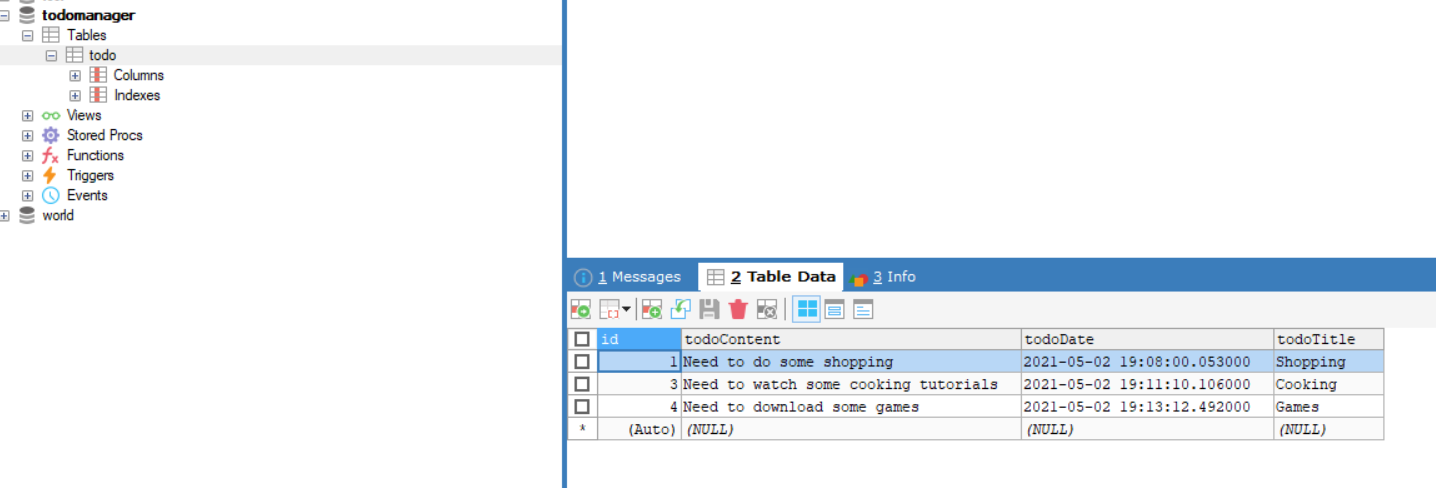 todomanager
Tables
todo
Columns
Indexes
Views
Stored Procs
Functions
Triggers
Events
world
1 Messages 2 Table Data 3 Info
id todoContent todoDate todoTitle
1 Need to do some shopping 2021-05-02 19:08:00.053000 Shopping
3 Need to watch some cooking tutorials 2021-05-02 19:11:10.106000 Cooking
4 Need to download some games 2021-05-02 19:13:12.492000 Games
* (Auto) (NULL) (NULL) (NULL)